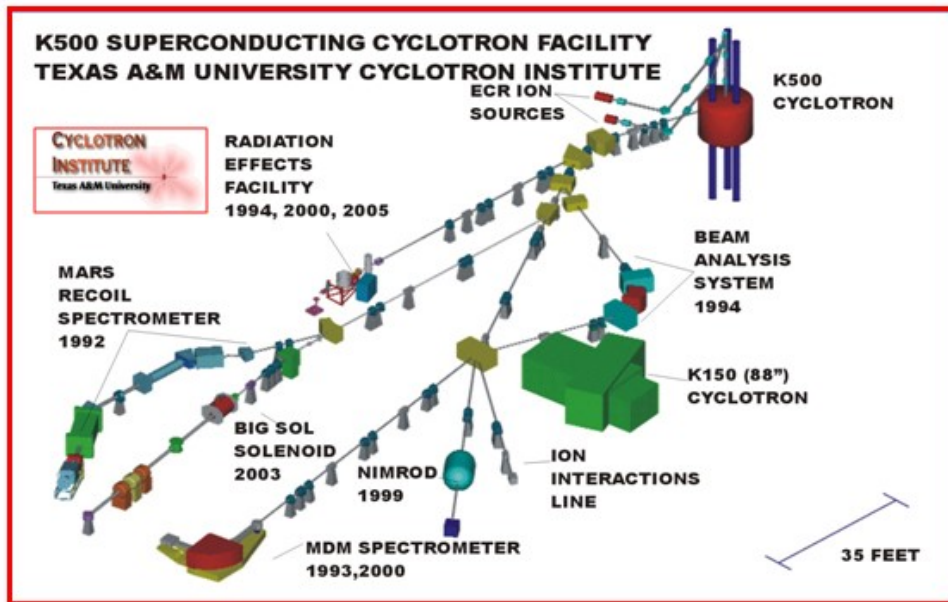 K500 SUPERCONDUCTING CYCLOTRON FACILITY
TEXAS A&M UNIVERSITY CYCLOTRON INSTITUTE
ECR ION
SOURCES
K500
CYCLOTRON
CYCLOTRON
INSTITUTE
Texas A&M University
RADIATION
EFFECTS
FACILITY
1994, 2000, 2005
MARS
RECOIL
SPECTROMETER
1992
BEAM
ANALYSIS
SYSTEM
1994
K150 (88")
CYCLOTRON
BIG SOL
SOLENOID
2003
NIMROD
1999
ION
INTERACTIONS
LINE
MDM SPECTROMETER
1993,2000
35 FEET